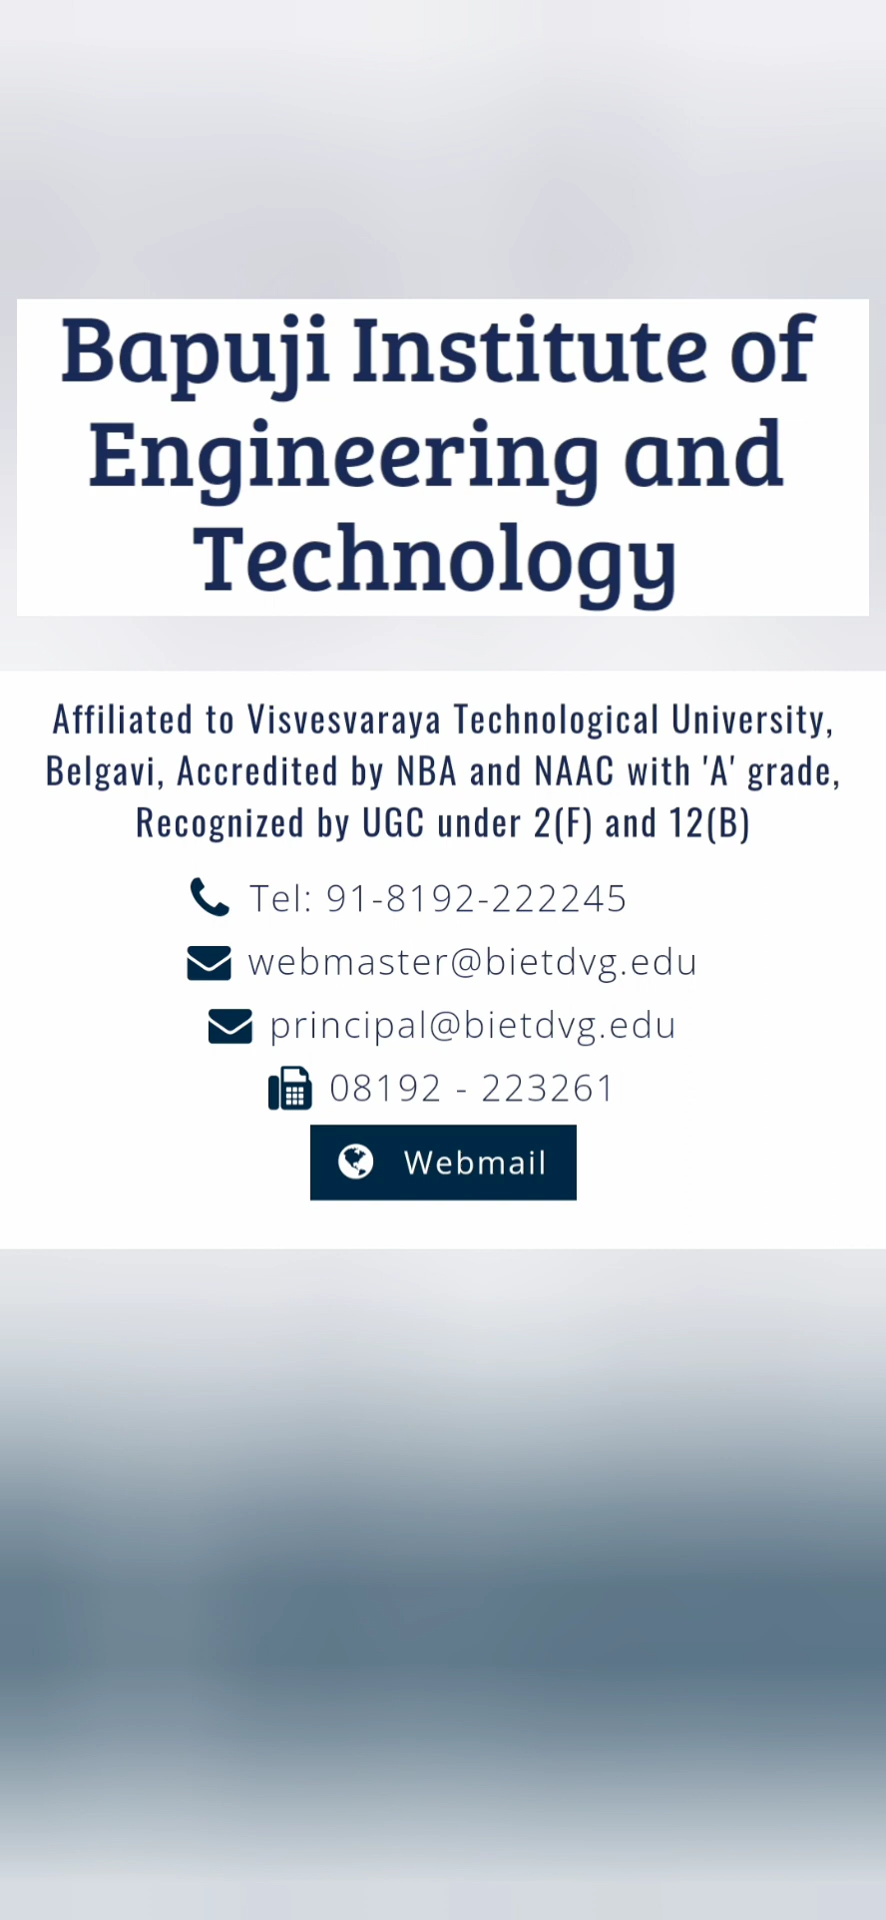 Bapuji Institute of
Engineering and
Technology
Affiliated to Visvesvaraya Technological University,
Belgavi, Accredited by NBA and NAAC with 'A' grade,
Recognized by UGC under 2(F) and 12(B)
Tel: 91-8192-222245
webmaster@bietdvg.edu
principal@bietdvg.edu
08192 - 223261
Webmail